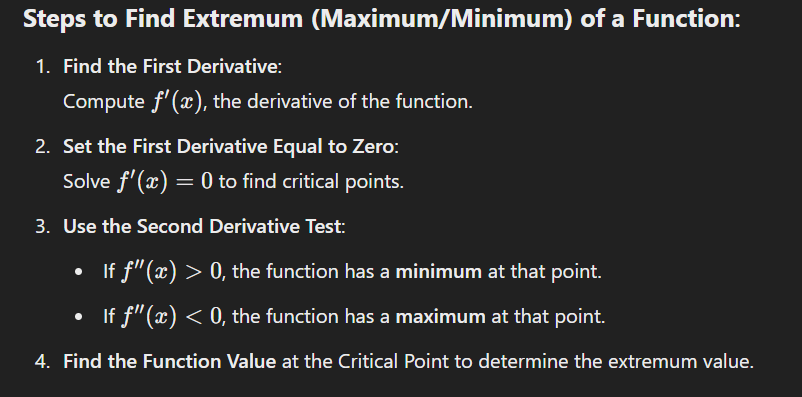 Steps to Find Extremum (Maximum/Minimum) of a Function:
1. Find the First Derivative:
Compute f′(x), the derivative of the function.
2. Set the First Derivative Equal to Zero:
Solve f′(x) = 0 to find critical points.
3. Use the Second Derivative Test:
• If f′′(x) > 0, the function has a minimum at that point.
• If f′′(x) < 0, the function has a maximum at that point.
4. Find the Function Value at the Critical Point to determine the extremum value.